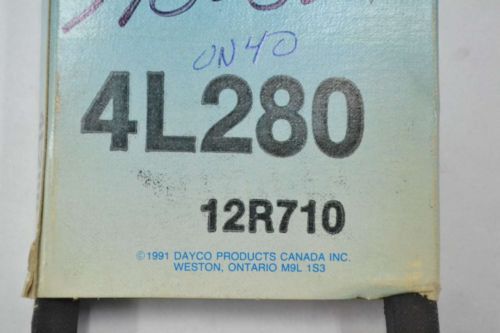 ON 40
4L280
12R710
©1991 DAYCO PRODUCTS CANADA INC.
WESTON, ONTARIO M9L 1S3